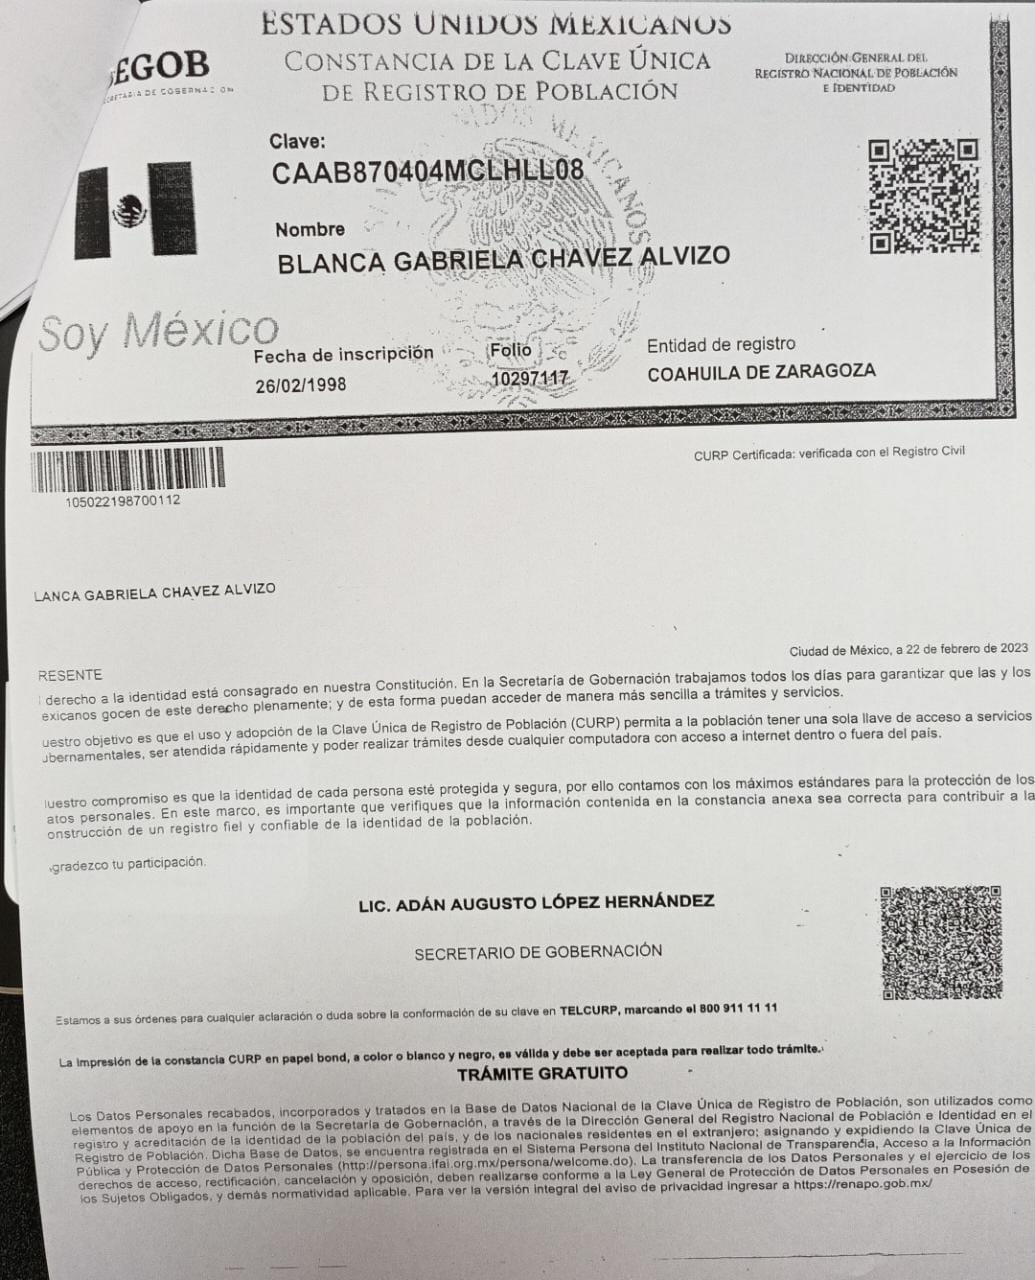 ESTADOS UNIDOS MEXICANOS
CONSTANCIA DE LA CLAVE ÚNICA
DE REGISTRO DE POBLACIÓN
EGOB
DIRECCIÓN GENERAL DEL
REGISTRO NACIONAL DE POBLACIÓN
E IDENTIDAD
Clave:
CAAB870404MCLHLL08
Nombre
BLANCA GABRIELA CHAVEZ ALVIZO
Soy México
Fecha de inscripción
26/02/1998
Folio
10297117
Entidad de registro
COAHUILA DE ZARAGOZA
105022198700112
CURP Certificada: verificada con el Registro Civil
LANCA GABRIELA CHAVEZ ALVIZO
Ciudad de México, a 22 de febrero de 2023
RESENTE
derecho a la identidad está consagrado en nuestra Constitución. En la Secretaría de Gobernación trabajamos todos los días para garantizar que las y los
exicanos gocen de este derecho plenamente; y de esta forma puedan acceder de manera más sencilla a trámites y servicios.
uestro objetivo es que el uso y adopción de la Clave Única de Registro de Población (CURP) permita a la población tener una sola llave de acceso a servicios
ubernamentales, ser atendida rápidamente y poder realizar trámites desde cualquier computadora con acceso a internet dentro o fuera del país.
uestro compromiso es que la identidad de cada persona esté protegida y segura, por ello contamos con los máximos estándares para la protección de los
atos personales. En este marco, es importante que verifiques que la información contenida en la constancia anexa sea correcta para contribuir a la
onstrucción de un registro fiel y confiable de la identidad de la población.
gradezco tu participación.
LIC. ADÁN AUGUSTO LÓPEZ HERNÁNDEZ
SECRETARIO DE GOBERNACIÓN
Estamos a sus órdenes para cualquier aclaración o duda sobre la conformación de su clave en TELCURP, marcando el 800 911 11 11
La impresión de la constancia CURP en papel bond, a color o blanco y negro, es válida y debe ser aceptada para realizar todo trámite.
TRÁMITE GRATUITO
Los Datos Personales recabados, incorporados y tratados en la Base de Datos Nacional de la Clave Única de Registro de Población, son utilizados como
elementos de apoyo en la función de la Secretaría de Gobernación, a través de la Dirección General del Registro Nacional de Población e Identidad en el
registro y acreditación de la identidad de la población del país, y de los nacionales residentes en el extranjero; asignando y expidiendo la Clave Única de
Registro de Población. Dicha Base de Datos, se encuentra registrada en el Sistema Persona del Instituto Nacional de Transparencia, Acceso a la Información
Pública y Protección de Datos Personales (http://persona.ifai.org.mx/persona/welcome.do). La transferencia de los Datos Personales y el ejercicio de los
derechos de acceso, rectificación, cancelación y oposición, deben realizarse conforme a la Ley General de Protección de Datos Personales en Posesión de
los Sujetos Obligados, y demás normatividad aplicable. Para ver la versión integral del aviso de privacidad ingresar a https://renapo.gob.mx/